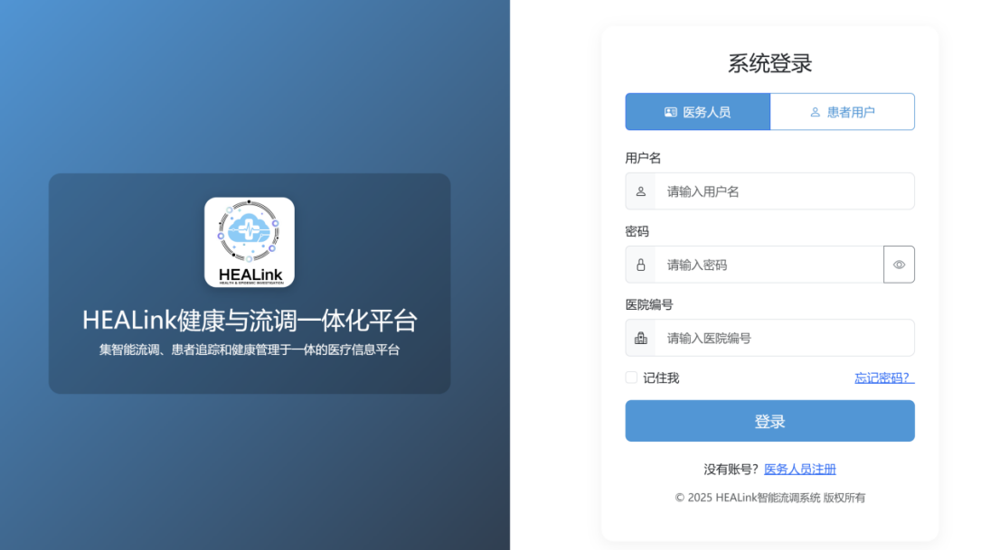 HEALink
HEALTH & EPIDEMIC INVESTIGATION
HEALink健康与流调一体化平台
集智能流调、患者追踪和健康管理于一体的医疗信息平台
系统登录
医务人员
患者用户
用户名
请输入用户名
密码
请输入密码
医院编号
请输入医院编号
记住我
忘记密码？
登录
没有账号？医务人员注册
© 2025 HEALink智能流调系统 版权所有